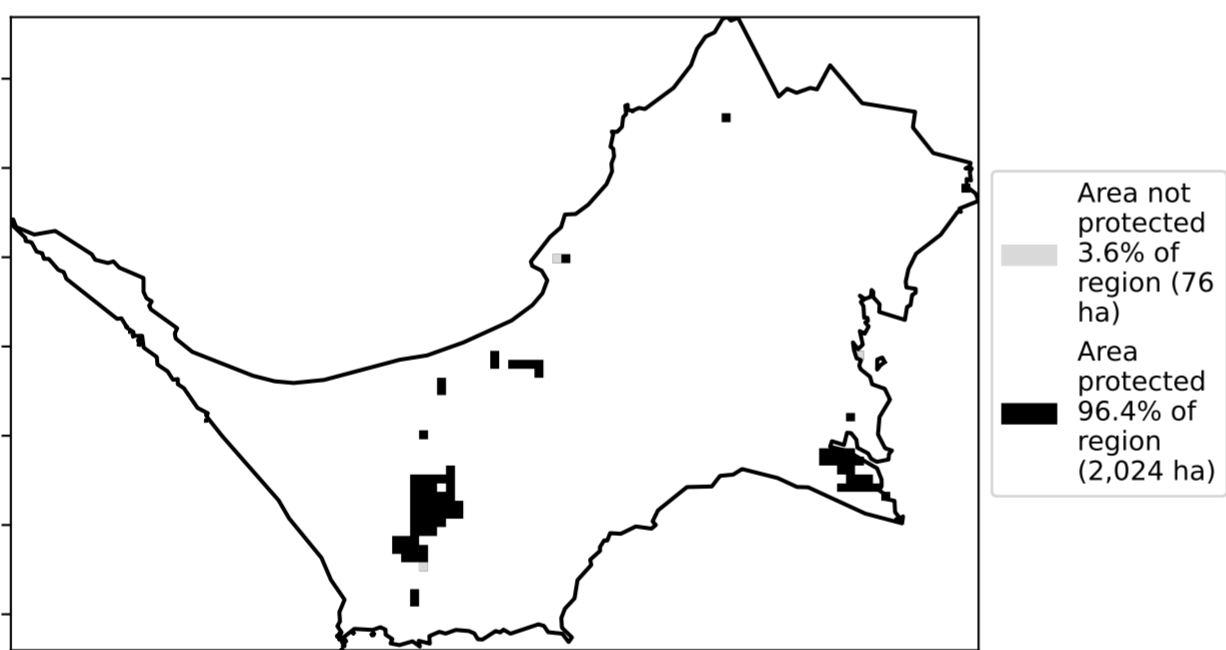 Area not
protected
3.6% of
region (76
ha)
Area
protected
96.4% of
region
(2,024 ha)